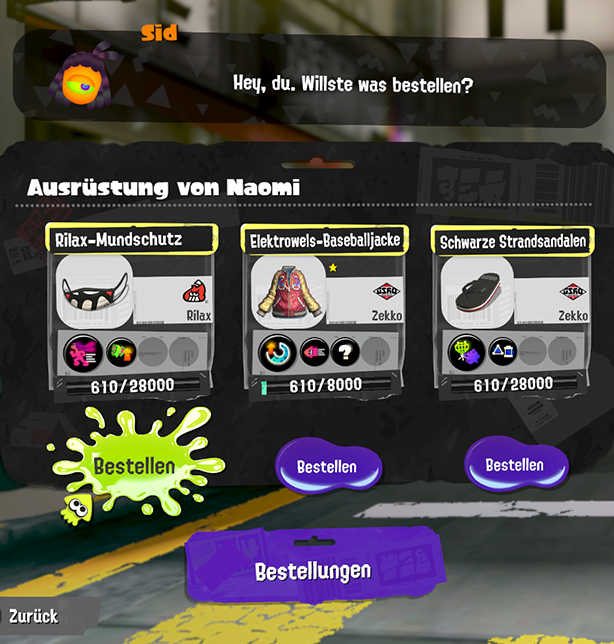 Sid
Hey, du. Willste was bestellen?
Ausrüstung von Naomi
Rilax-Mundschutz
Rilax
610/28000
Bestellen
Elektrowels-Baseballjacke
Zekko
?
610/8000
Bestellen
Schwarze Strandsandalen
Zekko
610/28000
Bestellen
Bestellungen
Zurück